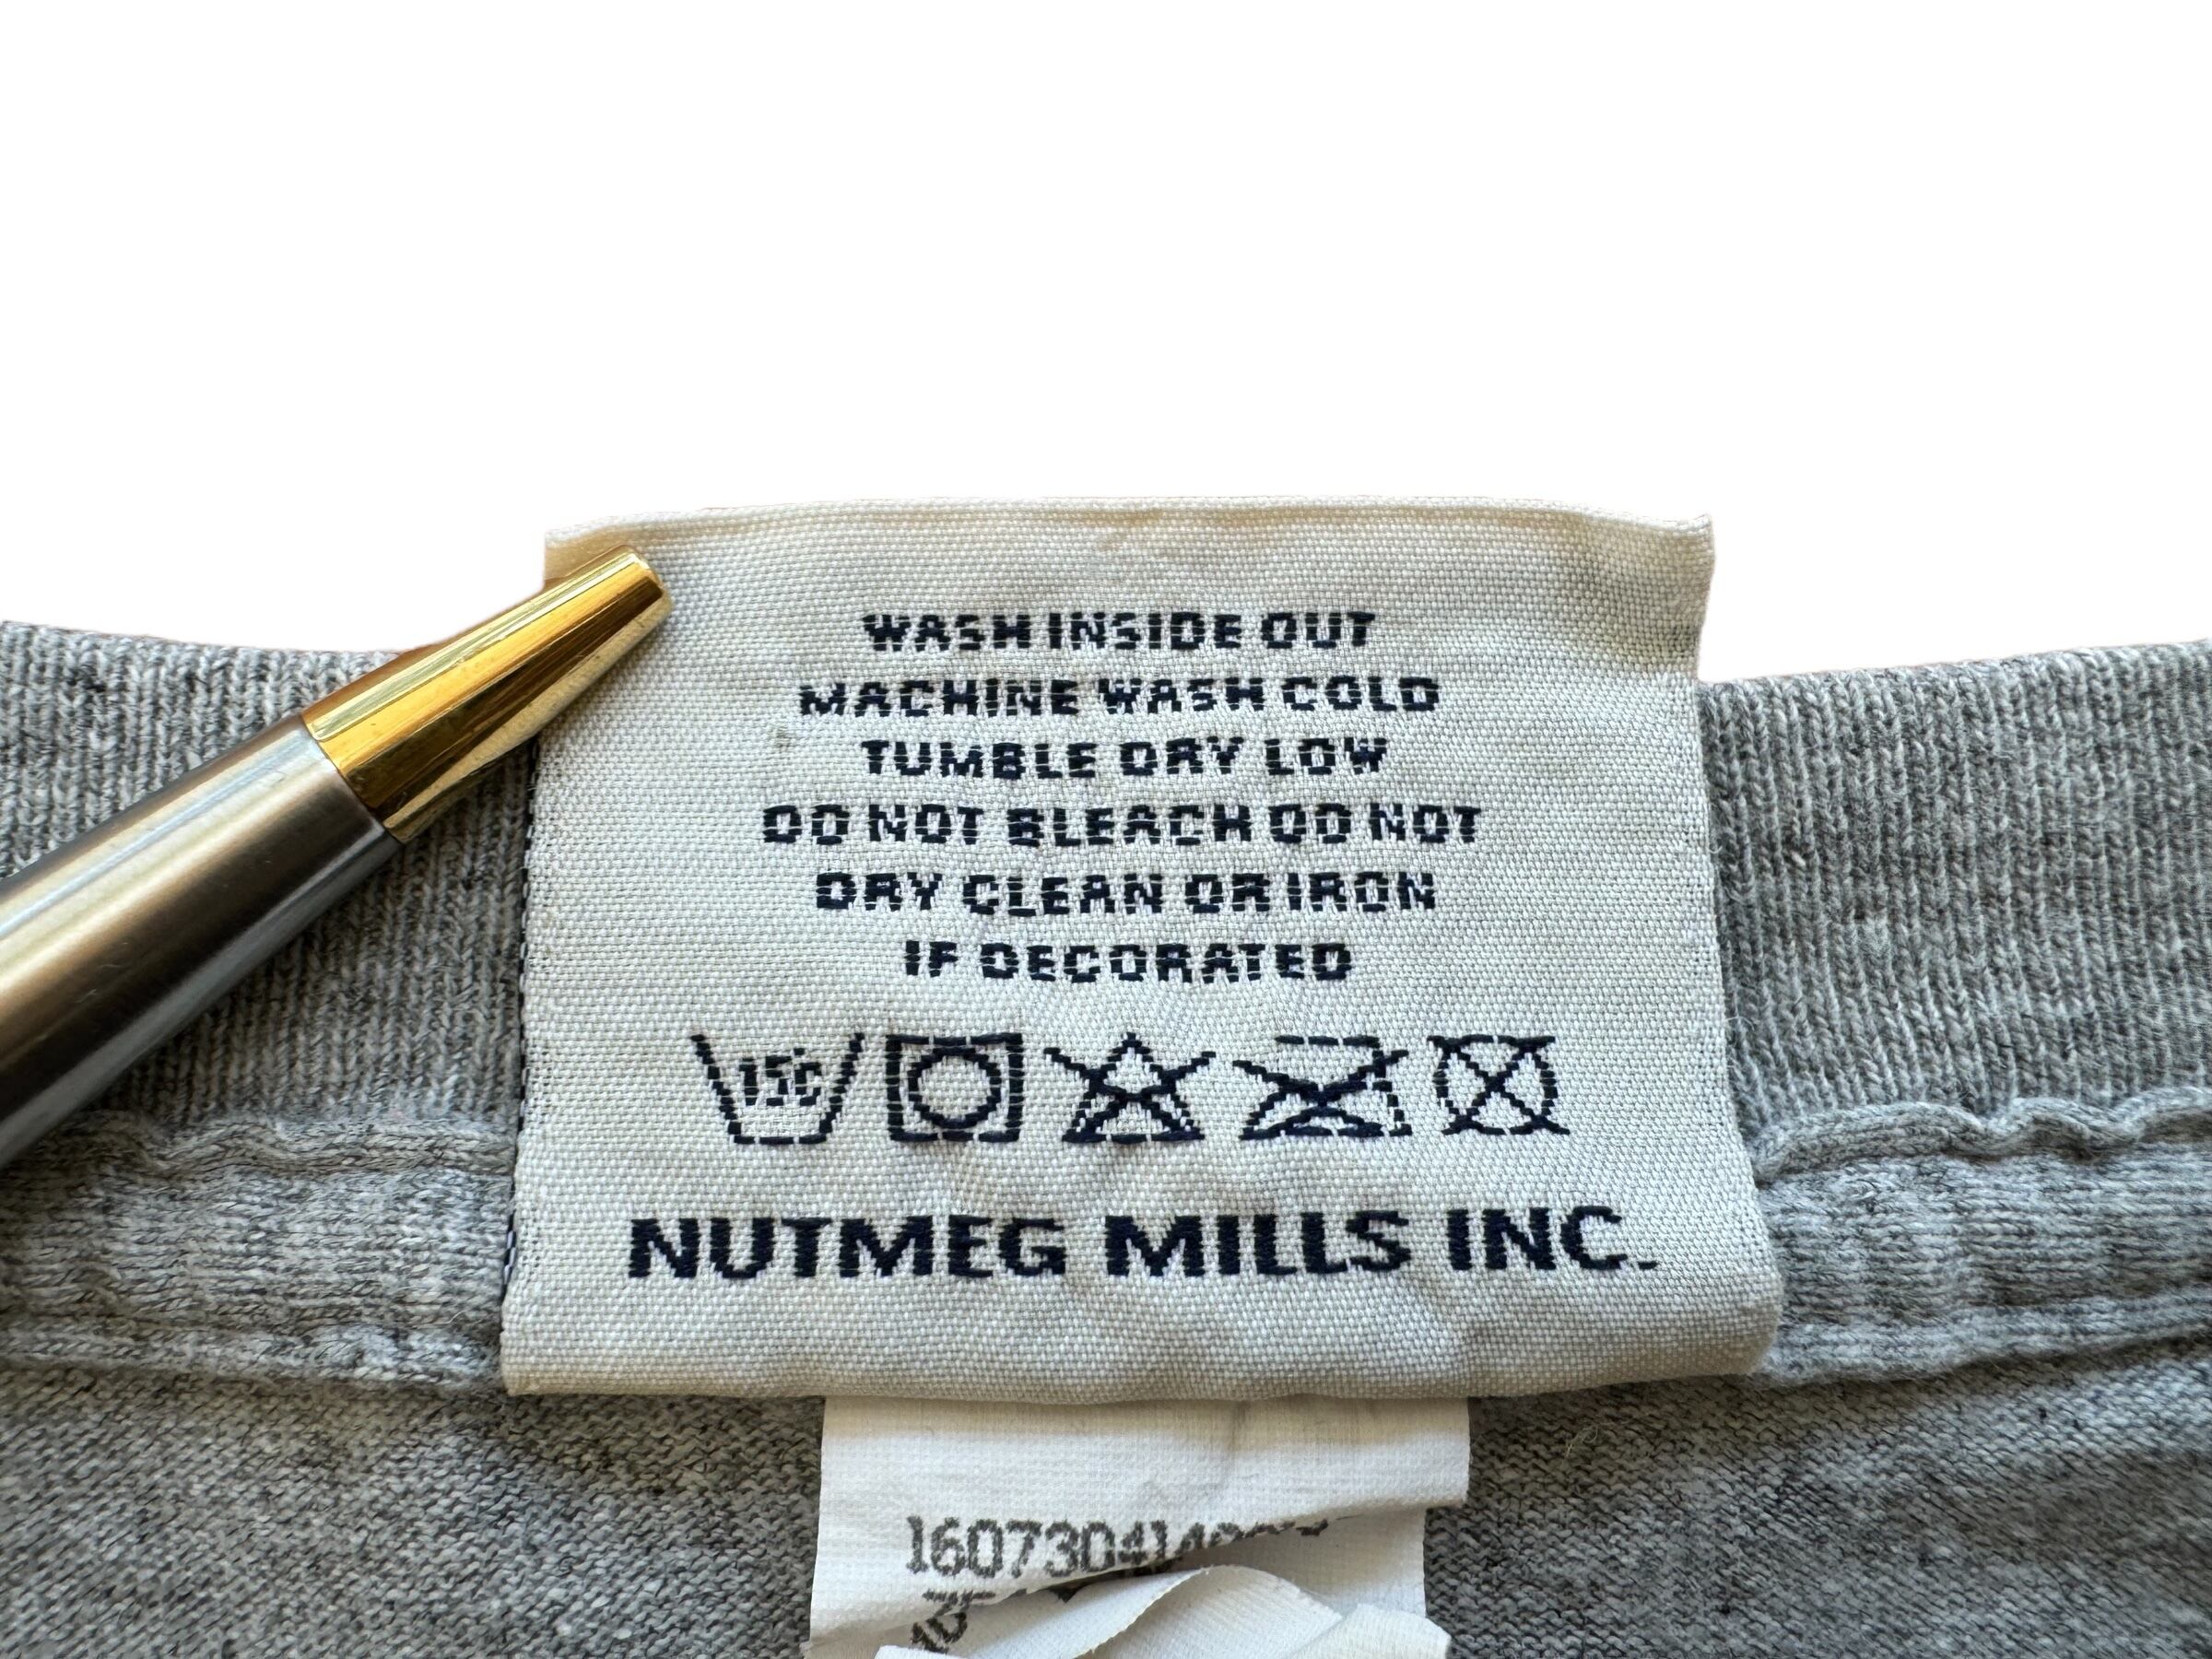 WASH INSIDE OUT
MACHINE WASH COLD
TUMBLE DRY LOW
DO NOT BLEACH DO NOT
DRY CLEAN OR IRON
IF DECORATED
15C
NUTMEG MILLS INC.